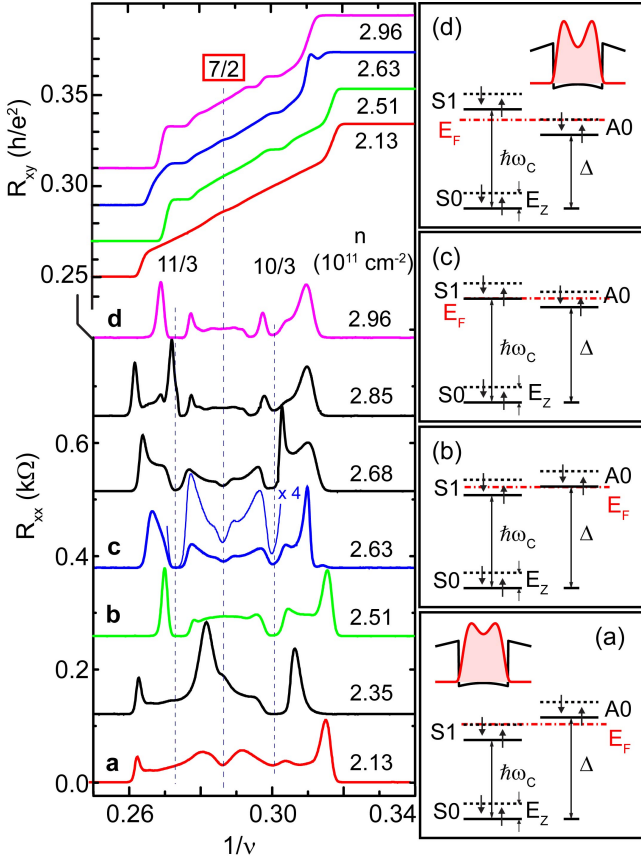 2.96
7/2
2.63
0.35
2.51
2.13
R_xy (h/e²)
0.30
0.25
11/3
10/3
n
(10¹¹ cm⁻²)
d
2.96
2.85
0.6
2.68
R_xx (kΩ)
x 4
c
2.63
0.4
b
2.51
0.2
2.35
a
2.13
0.0
0.26
0.28
0.30
0.32
0.34
1/ν
(d)
S1
A0
E_F
ħω_C
Δ
S0
E_Z
(c)
S1
A0
E_F
ħω_C
Δ
S0
E_Z
(b)
A0
S1
E_F
ħω_C
Δ
S0
E_Z
(a)
A0
S1
E_F
ħω_C
Δ
S0
E_Z